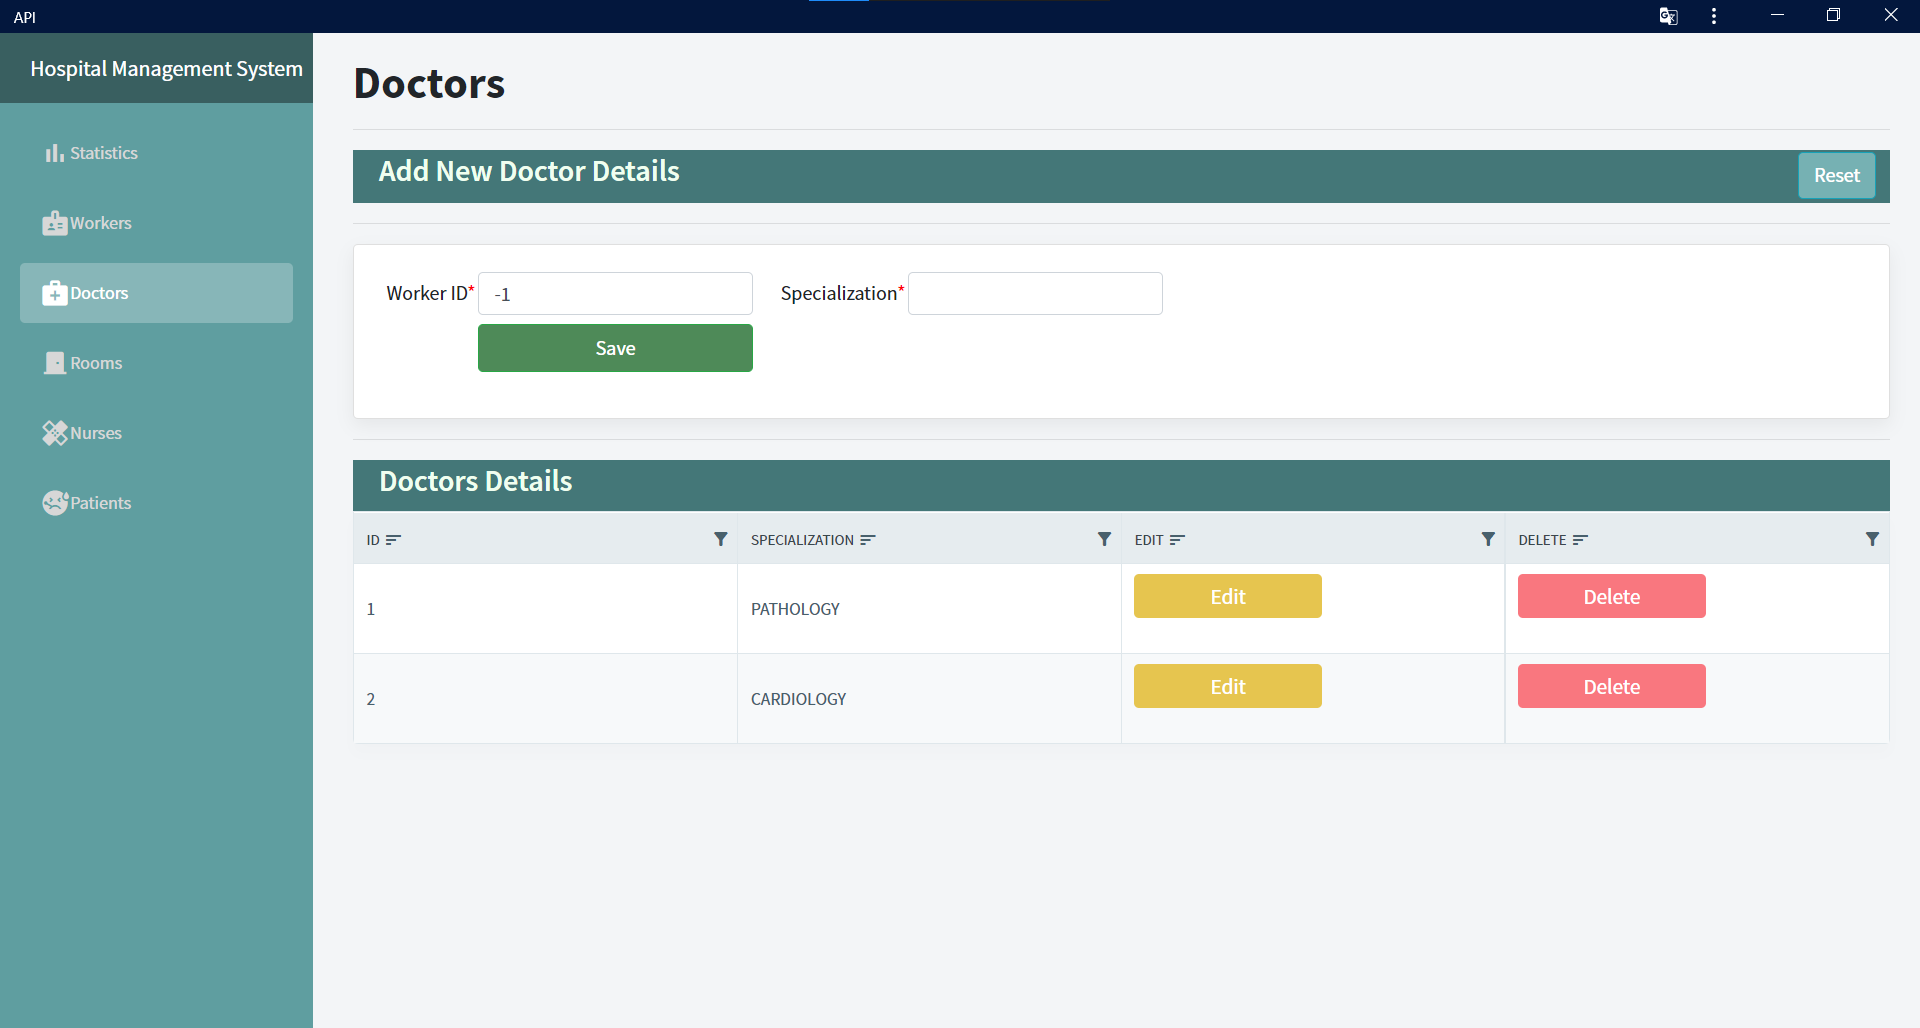 API
Hospital Management System
Statistics
Workers
Doctors
Rooms
Nurses
Patients
Doctors
Add New Doctor Details
Reset
Worker ID* -1 Specialization*
Save
Doctors Details
ID SPECIALIZATION EDIT DELETE
1 PATHOLOGY Edit Delete
2 CARDIOLOGY Edit Delete